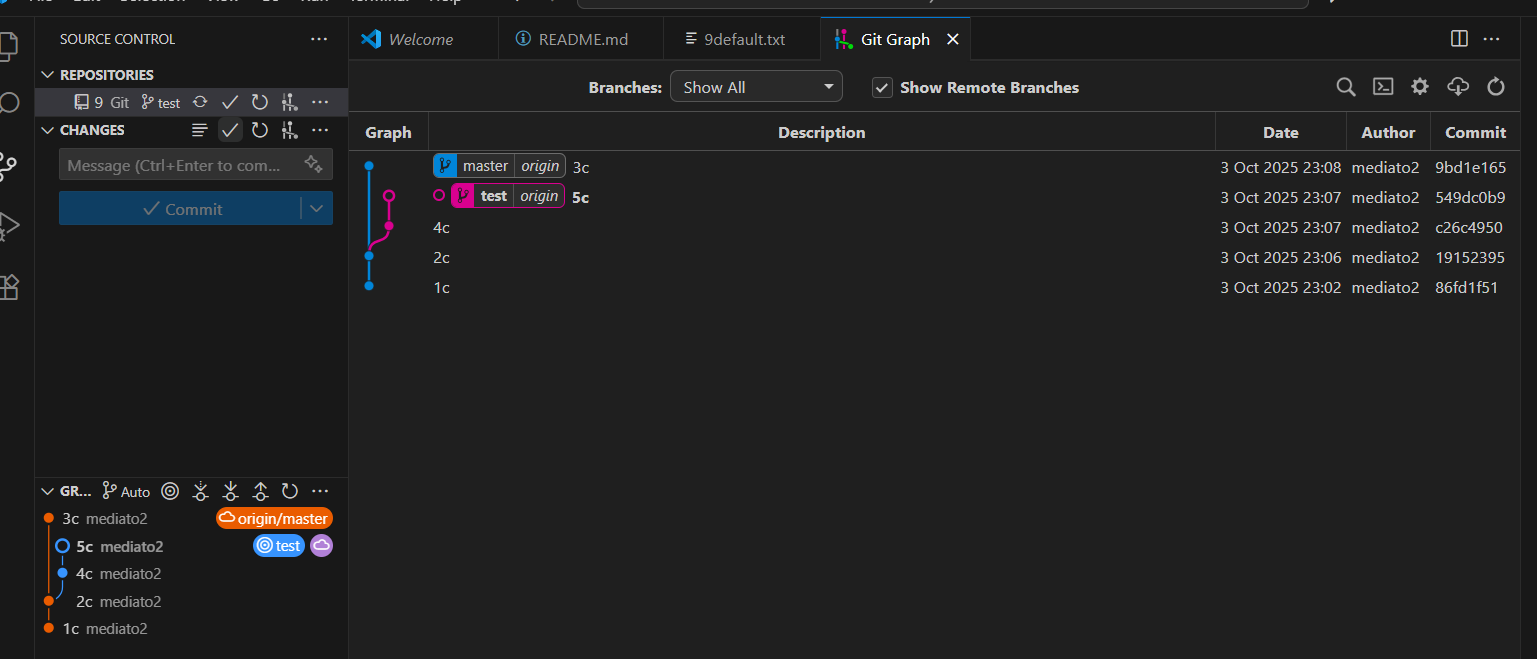 SOURCE CONTROL
REPOSITORIES
9 Git test
CHANGES
Message (Ctrl+Enter to com...
Commit
GR... Auto
3c mediato2 origin/master
5c mediato2 test
4c mediato2
2c mediato2
1c mediato2
Welcome README.md 9default.txt Git Graph
Branches: Show All Show Remote Branches
Graph Description Date Author Commit
master origin 3c 3 Oct 2025 23:08 mediato2 9bd1e165
test origin 5c 3 Oct 2025 23:07 mediato2 549dc0b9
4c 3 Oct 2025 23:07 mediato2 c26c4950
2c 3 Oct 2025 23:06 mediato2 19152395
1c 3 Oct 2025 23:02 mediato2 86fd1f51